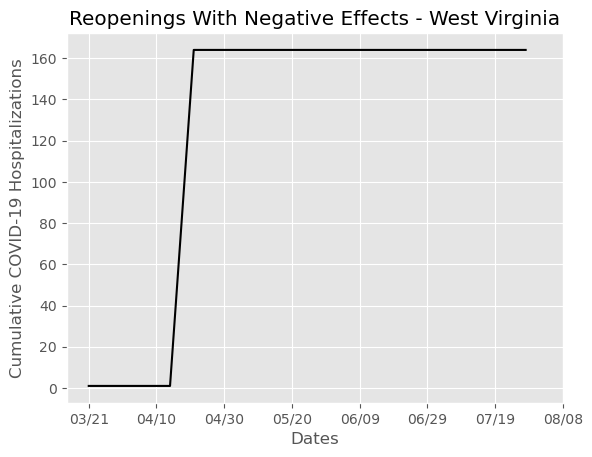 Reopenings With Negative Effects - West Virginia
Cumulative COVID-19 Hospitalizations
160
140
120
100
80
60
40
20
0
03/21 04/10 04/30 05/20 06/09 06/29 07/19 08/08
Dates